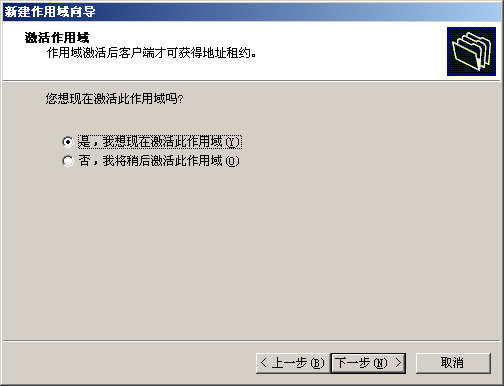 新建作用域向导
激活作用域
作用域激活后客户端才可获得地址租约。
您想现在激活此作用域吗?
是，我想现在激活此作用域(Y)
否，我将稍后激活此作用域(O)
< 上一步(B) 下一步(N) > 取消